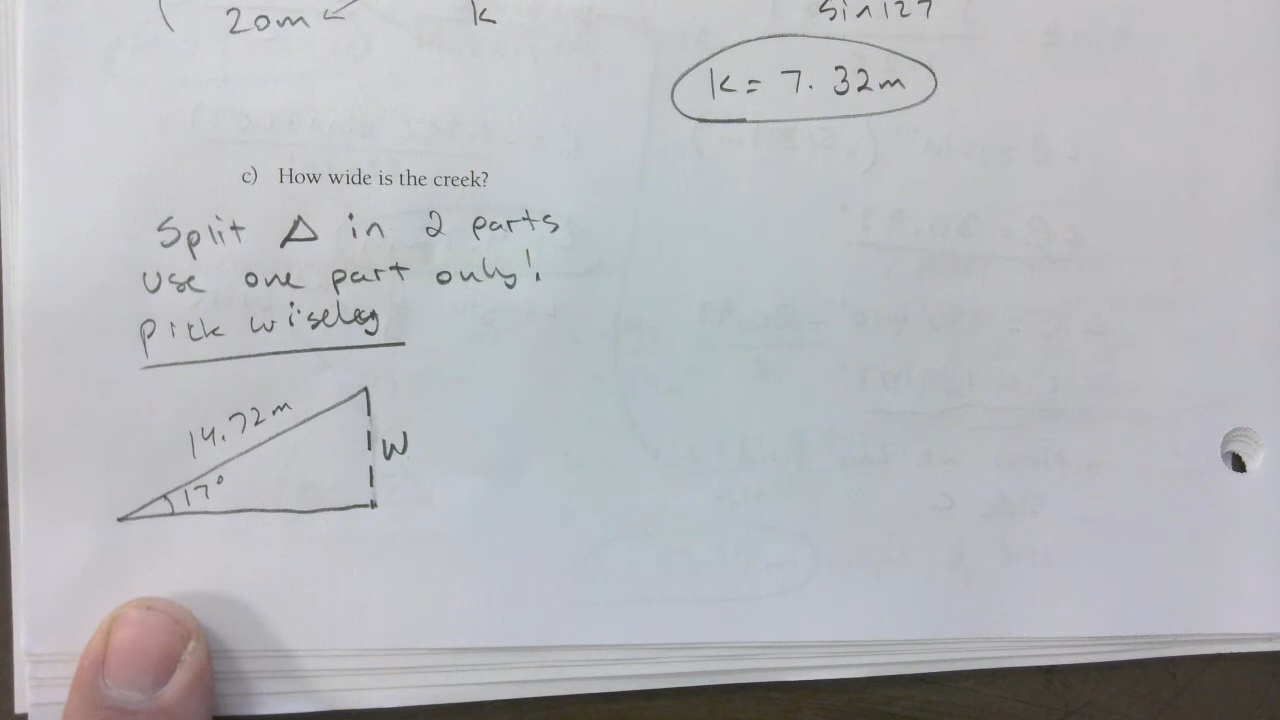 20m
k
sin127
k = 7.32m
c) How wide is the creek?
Split △ in 2 parts
use one part only!
pick wiseley
14.72m
W
17°